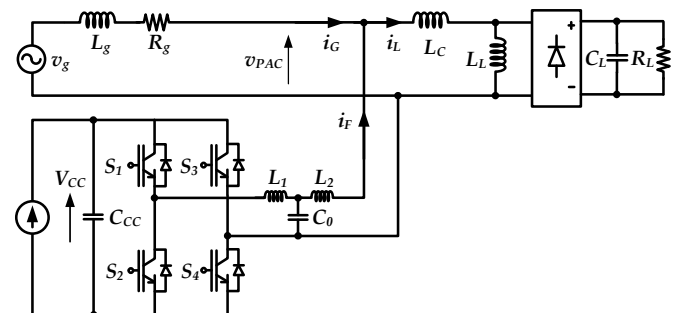 L_g R_g
v_g
v_PAC
i_G i_L
L_C
L_L
+
-
C_L R_L
i_F
V_CC
C_CC
S_1 S_3
L_1 L_2
C_0
S_2 S_4